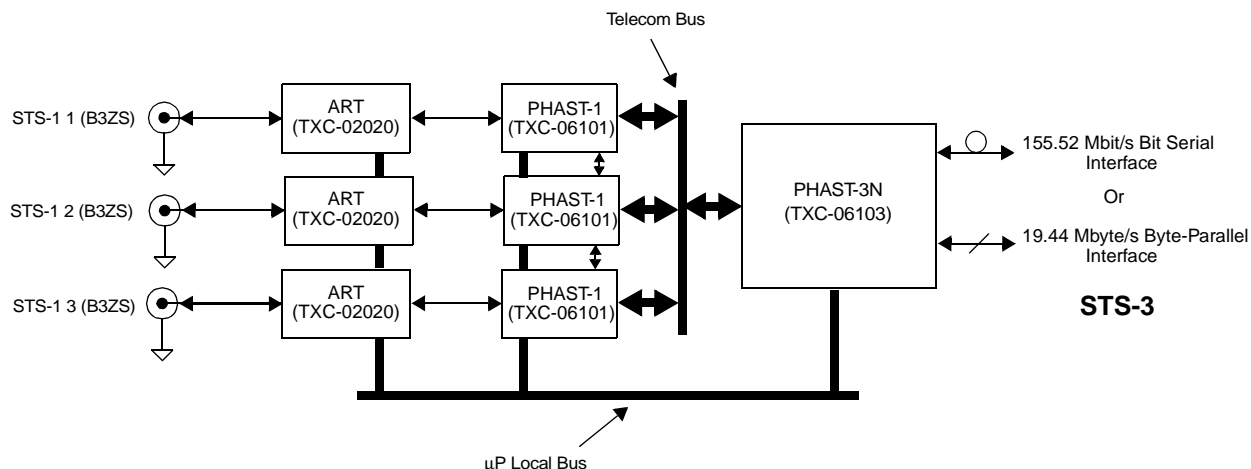 Telecom Bus
STS-1 1 (B3ZS)
ART
(TXC-02020)
PHAST-1
(TXC-06101)
STS-1 2 (B3ZS)
ART
(TXC-02020)
PHAST-1
(TXC-06101)
STS-1 3 (B3ZS)
ART
(TXC-02020)
PHAST-1
(TXC-06101)
PHAST-3N
(TXC-06103)
155.52 Mbit/s Bit Serial
Interface
Or
19.44 Mbyte/s Byte-Parallel
Interface
STS-3
μP Local Bus